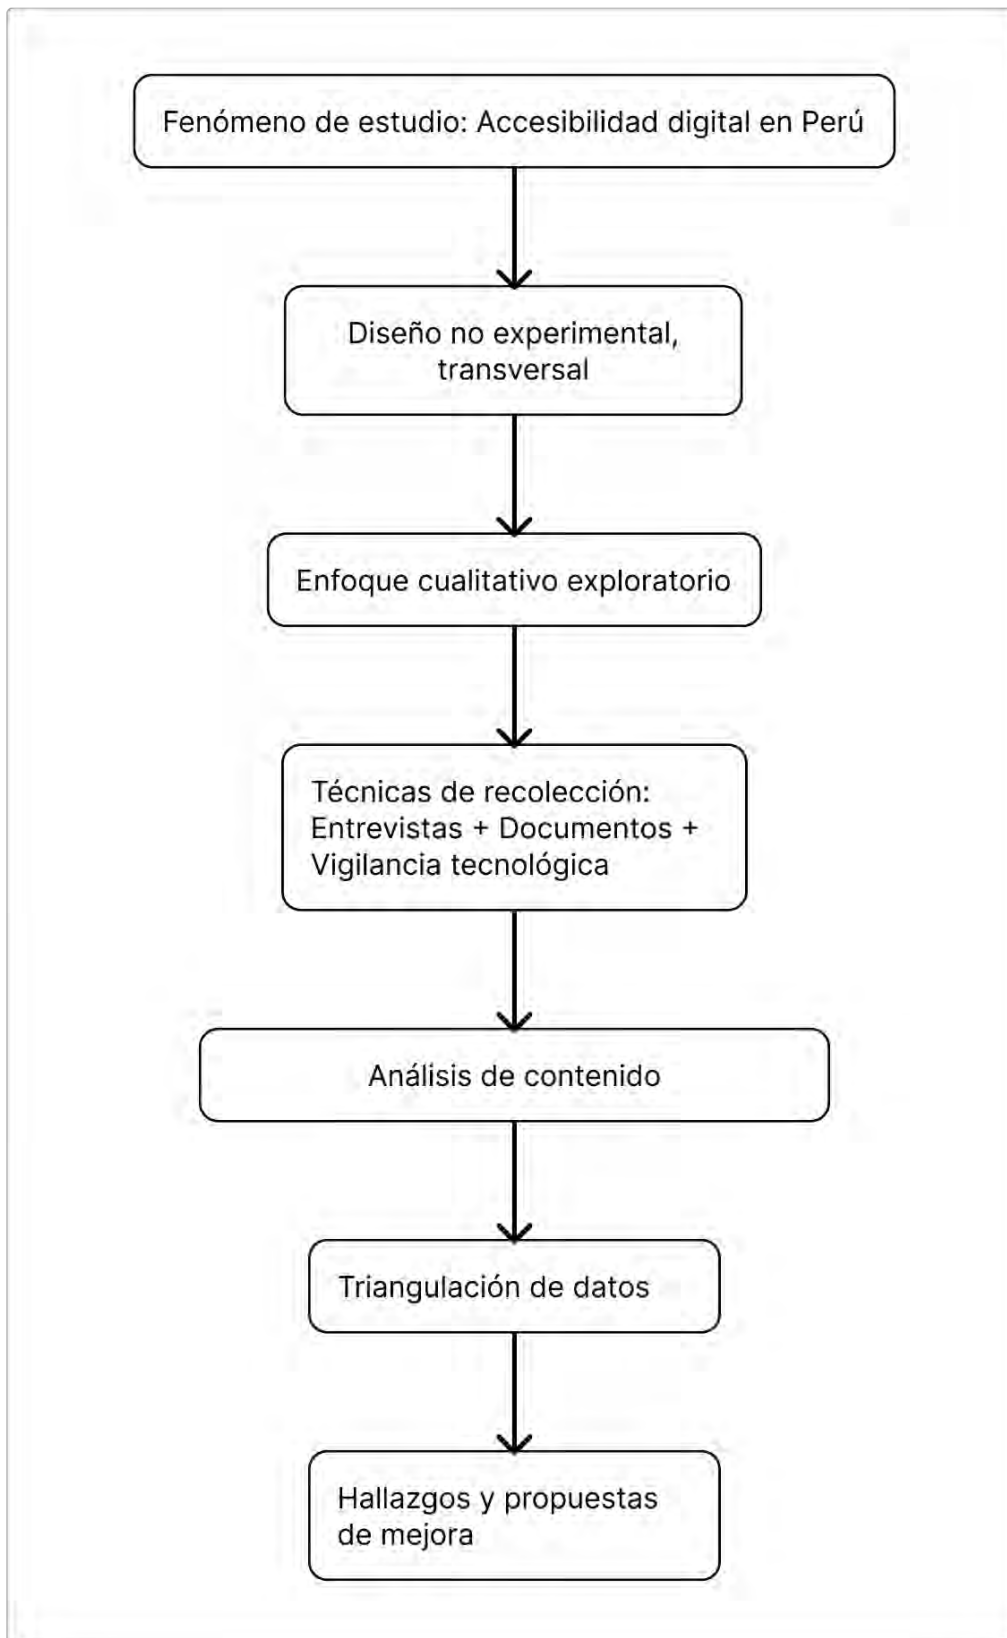 Fenómeno de estudio: Accesibilidad digital en Perú
Diseño no experimental,
transversal
Enfoque cualitativo exploratorio
Técnicas de recolección:
Entrevistas + Documentos +
Vigilancia tecnológica
Análisis de contenido
Triangulación de datos
Hallazgos y propuestas
de mejora